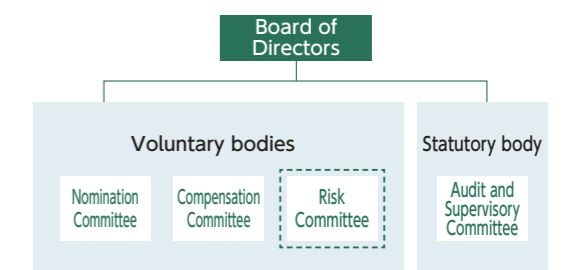 Board of
Directors
Voluntary bodies
Statutory body
Nomination
Committee
Compensation
Committee
Risk
Committee
Audit and
Supervisory
Committee